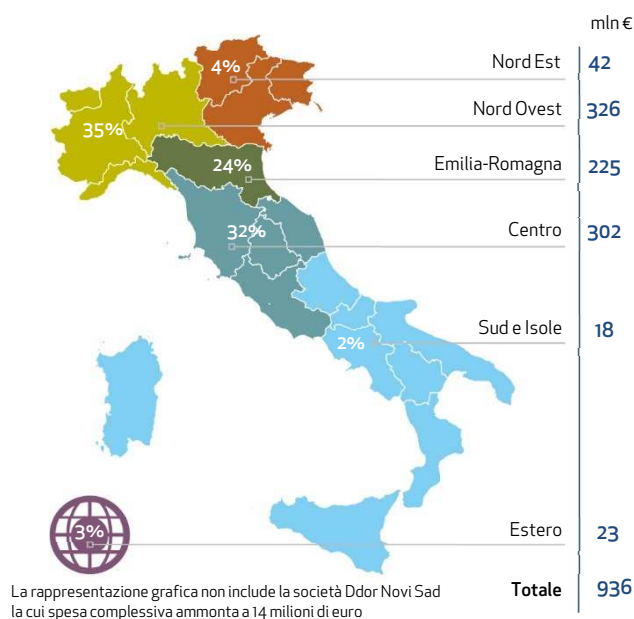 mln €
4% Nord Est 42
35% Nord Ovest 326
24% Emilia-Romagna 225
32% Centro 302
2% Sud e Isole 18
3% Estero 23
Totale 936
La rappresentazione grafica non include la società Ddor Novi Sad
la cui spesa complessiva ammonta a 14 milioni di euro